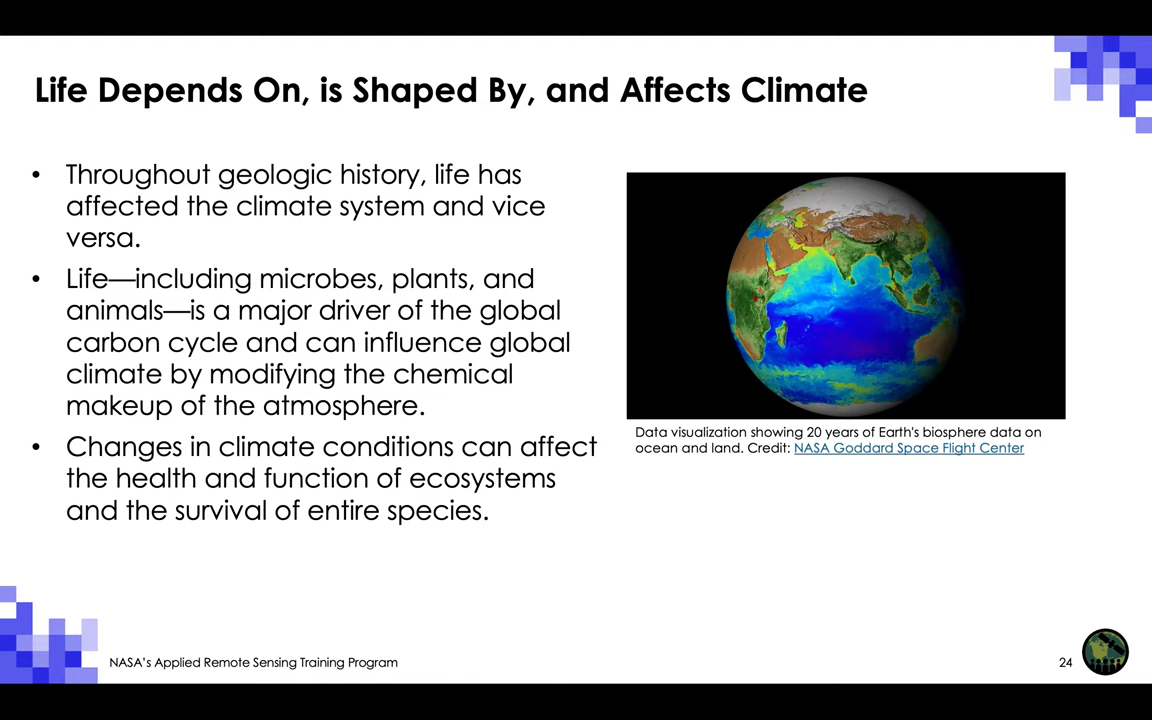 Life Depends On, is Shaped By, and Affects Climate
• Throughout geologic history, life has
affected the climate system and vice
versa.
• Life—including microbes, plants, and
animals—is a major driver of the global
carbon cycle and can influence global
climate by modifying the chemical
makeup of the atmosphere.
• Changes in climate conditions can affect
the health and function of ecosystems
and the survival of entire species.
Data visualization showing 20 years of Earth's biosphere data on
ocean and land. Credit: NASA Goddard Space Flight Center
NASA's Applied Remote Sensing Training Program
24